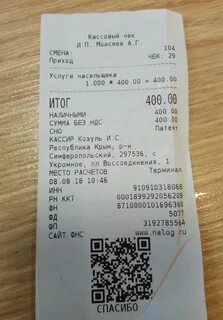 Кассовый чек
И.П. Моисеев А.Г.
СМЕНА: 104
Приход ЧЕК: 29
Услуги насильщика
1.000 * 400.00 = 400.00
ИТОГ 400.00
НАЛИЧНЫМИ 400.00
СУММА БЕЗ НДС 400.00
СНО Патент
КАССИР Козуль И.С.
Республика Крым, р-н
Симферопольский, 297536, с
Укромное, пл Воссоединения, 1
МЕСТО РАСЧЕТОВ Терминал
08.08.18 10:46
ИНН 910910318068
РН ККТ 0001899292056209
ФН 8710000101696360
ФД 5077
ФП 3192785564
САЙТ ФНС www.nalog.ru
СПАСИБО